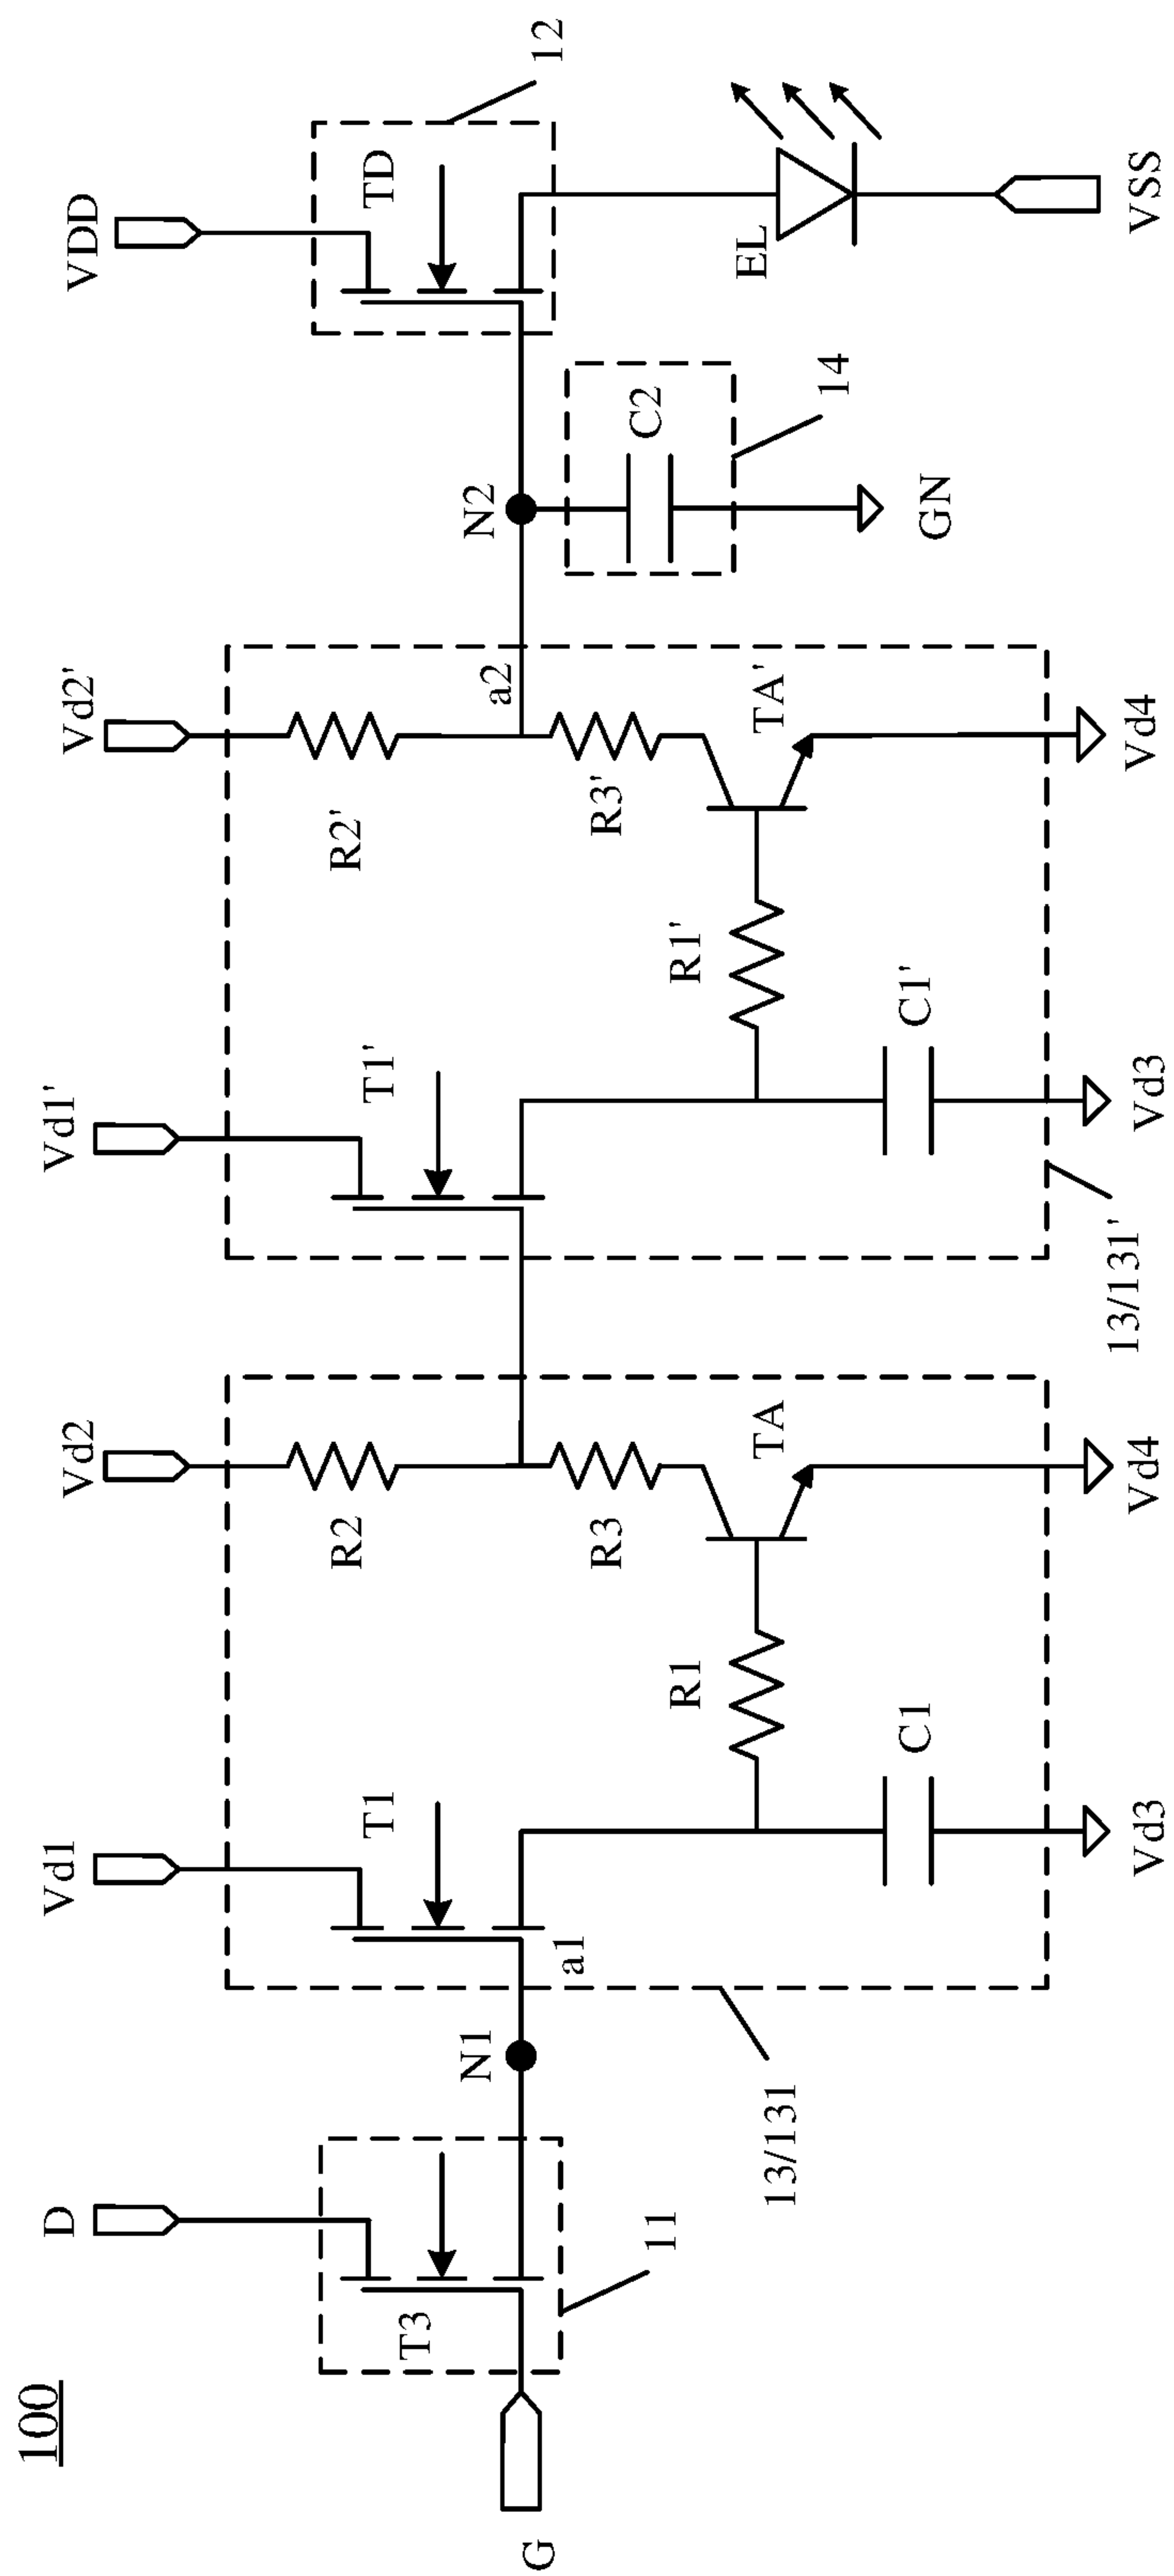 100
D
Vd1
Vd2
Vd1'
Vd2'
VDD
T1
R2
T1'
R2'
TD
T3
12
N1
N2
a2
G
a1
R3
R3'
C2
11
R1
R1'
EL
TA
TA'
13/131
14
C1
C1'
GN
13/131'
Vd3
Vd4
Vd3
Vd4
VSS